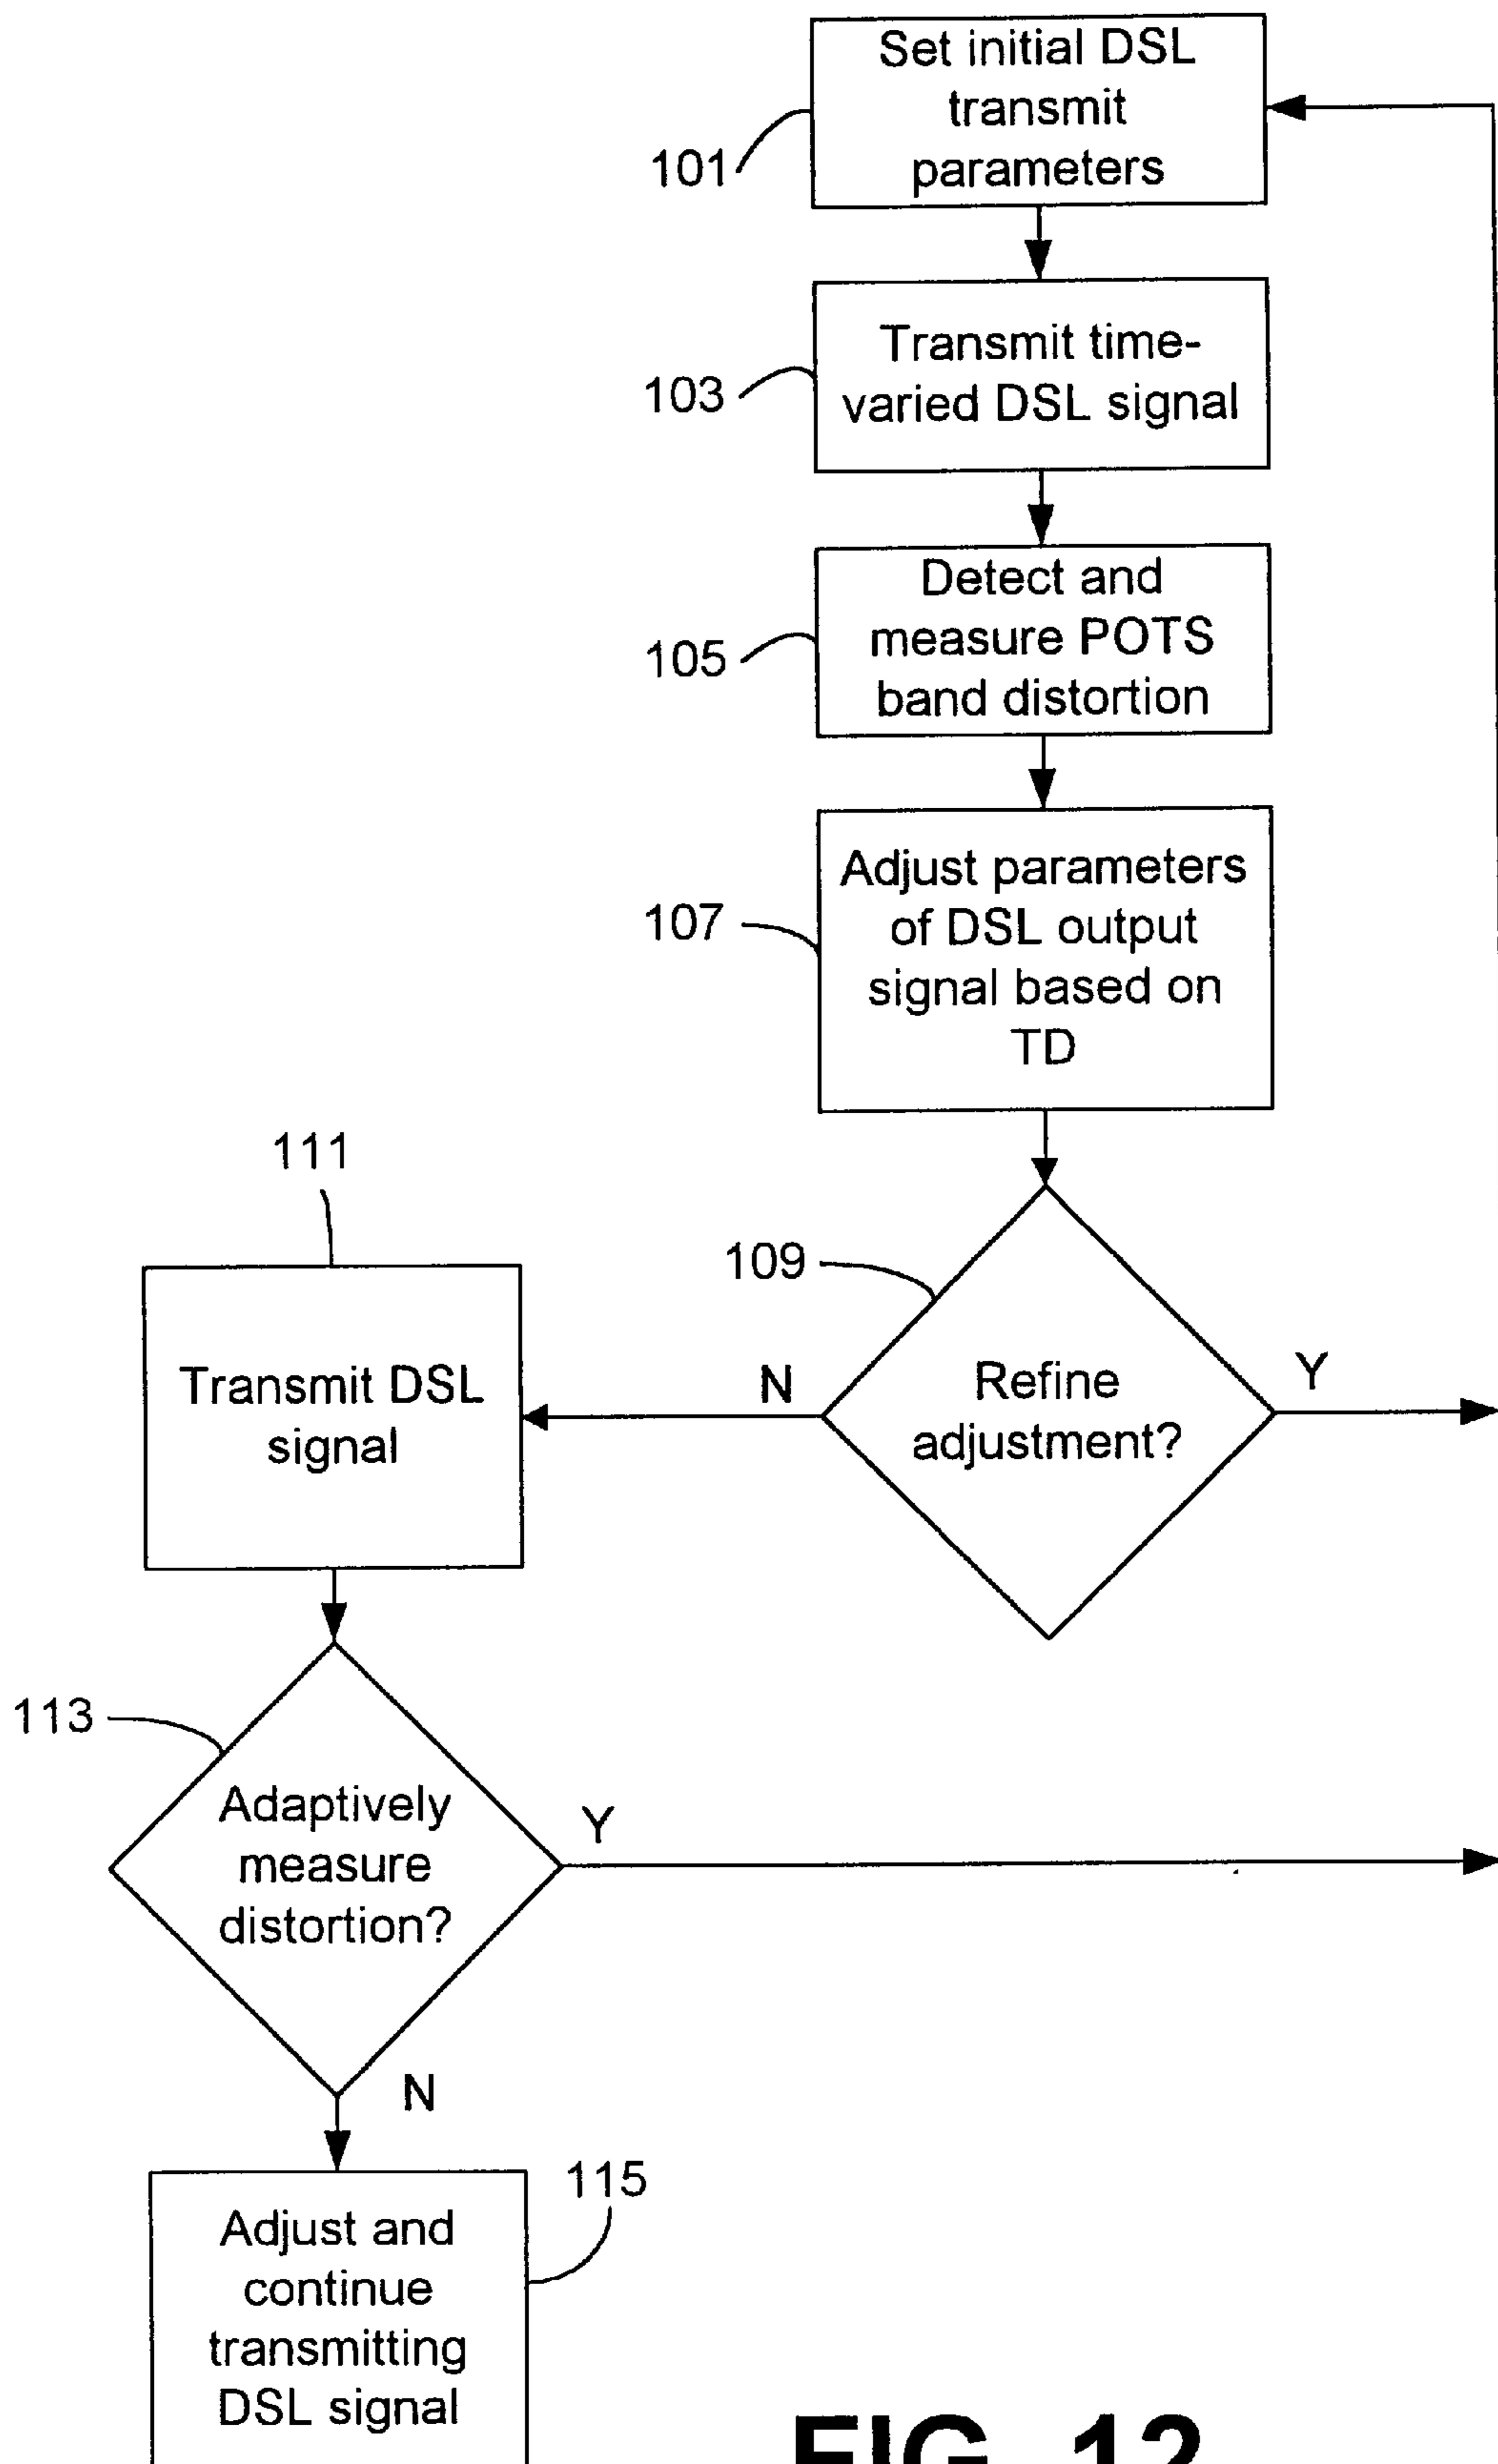 Set initial DSL
transmit
parameters
101
Transmit time-
varied DSL signal
103
Detect and
measure POTS
band distortion
105
Adjust parameters
of DSL output
signal based on
TD
107
111
109
Transmit DSL
signal
N
Refine
adjustment?
Y
113
Adaptively
measure
distortion?
Y
N
115
Adjust and
continue
transmitting
DSL signal
FIG. 12